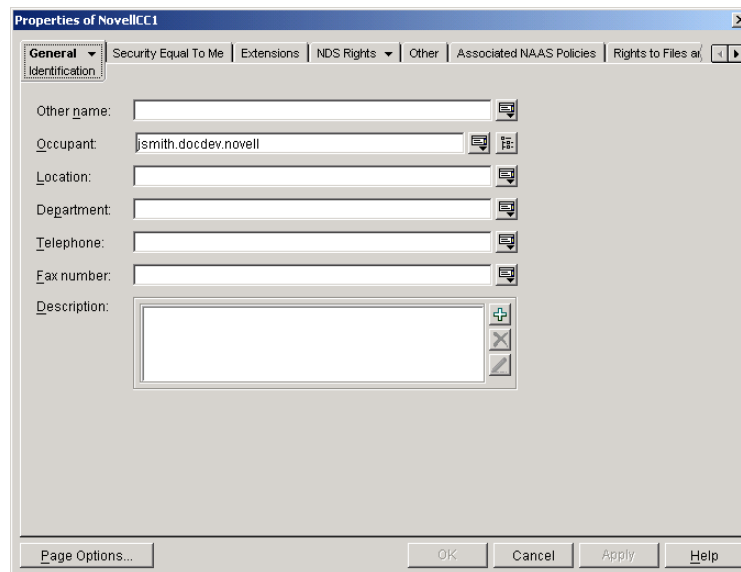 Properties of NovellCC1
General Security Equal To Me Extensions NDS Rights Other Associated NAAS Policies Rights to Files
Identification
Other name:
Occupant: jsmith.docdev.novell
Location:
Department:
Telephone:
Fax number:
Description:
Page Options... OK Cancel Apply Help